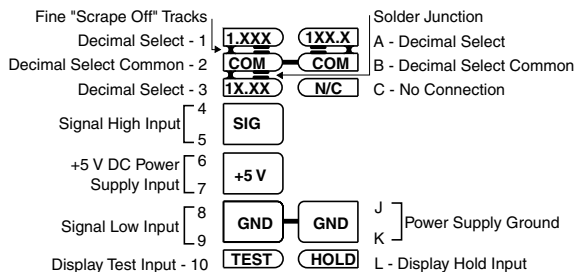 Fine "Scrape Off" Tracks
Solder Junction
Decimal Select - 1 1.XXX 1XX.X A - Decimal Select
Decimal Select Common - 2 COM COM B - Decimal Select Common
Decimal Select - 3 1X.XX N/C C - No Connection
4
Signal High Input SIG
5
+5 V DC Power 6
Supply Input +5 V
7
8 J
Signal Low Input GND GND Power Supply Ground
9 K
Display Test Input - 10 TEST HOLD L - Display Hold Input